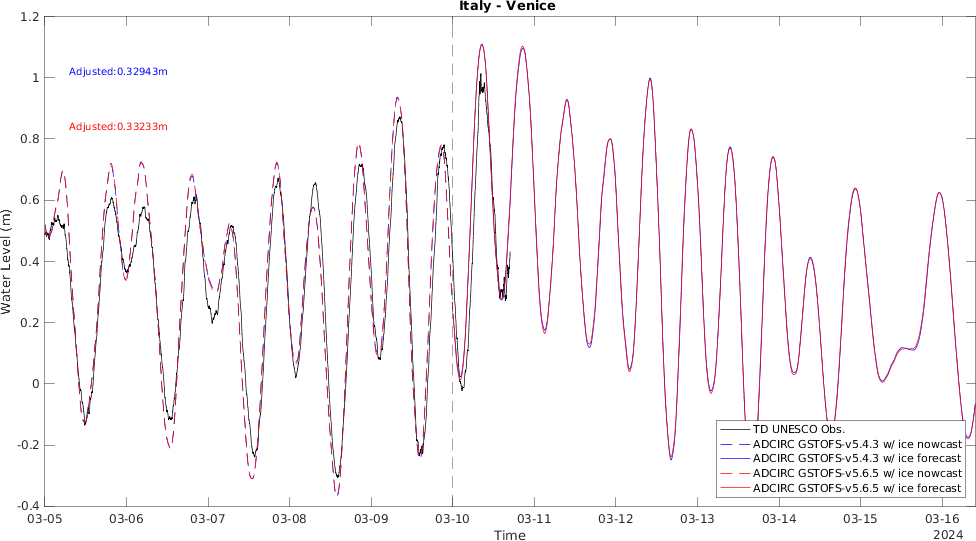 Italy - Venice
1.2
1
0.8
0.6
0.4
0.2
0
-0.2
-0.4
Water Level (m)
Adjusted:0.32943m
Adjusted:0.33233m
TD UNESCO Obs.
ADCIRC GSTOFS-v5.4.3 w/ ice nowcast
ADCIRC GSTOFS-v5.4.3 w/ ice forecast
ADCIRC GSTOFS-v5.6.5 w/ ice nowcast
ADCIRC GSTOFS-v5.6.5 w/ ice forecast
03-05 03-06 03-07 03-08 03-09 03-10 03-11 03-12 03-13 03-14 03-15 03-16
Time
2024